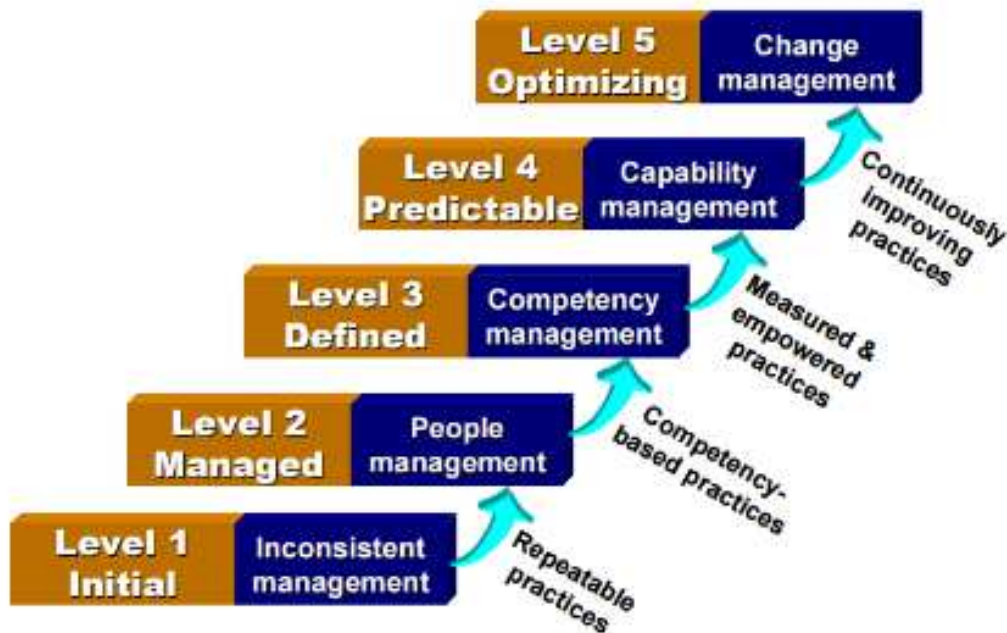 Level 5
Optimizing
Change
management
Continuously
improving
practices
Level 4
Predictable
Capability
management
Measured &
empowered
practices
Level 3
Defined
Competency
management
Competency-
based practices
Level 2
Managed
People
management
Repeatable
practices
Level 1
Initial
Inconsistent
management